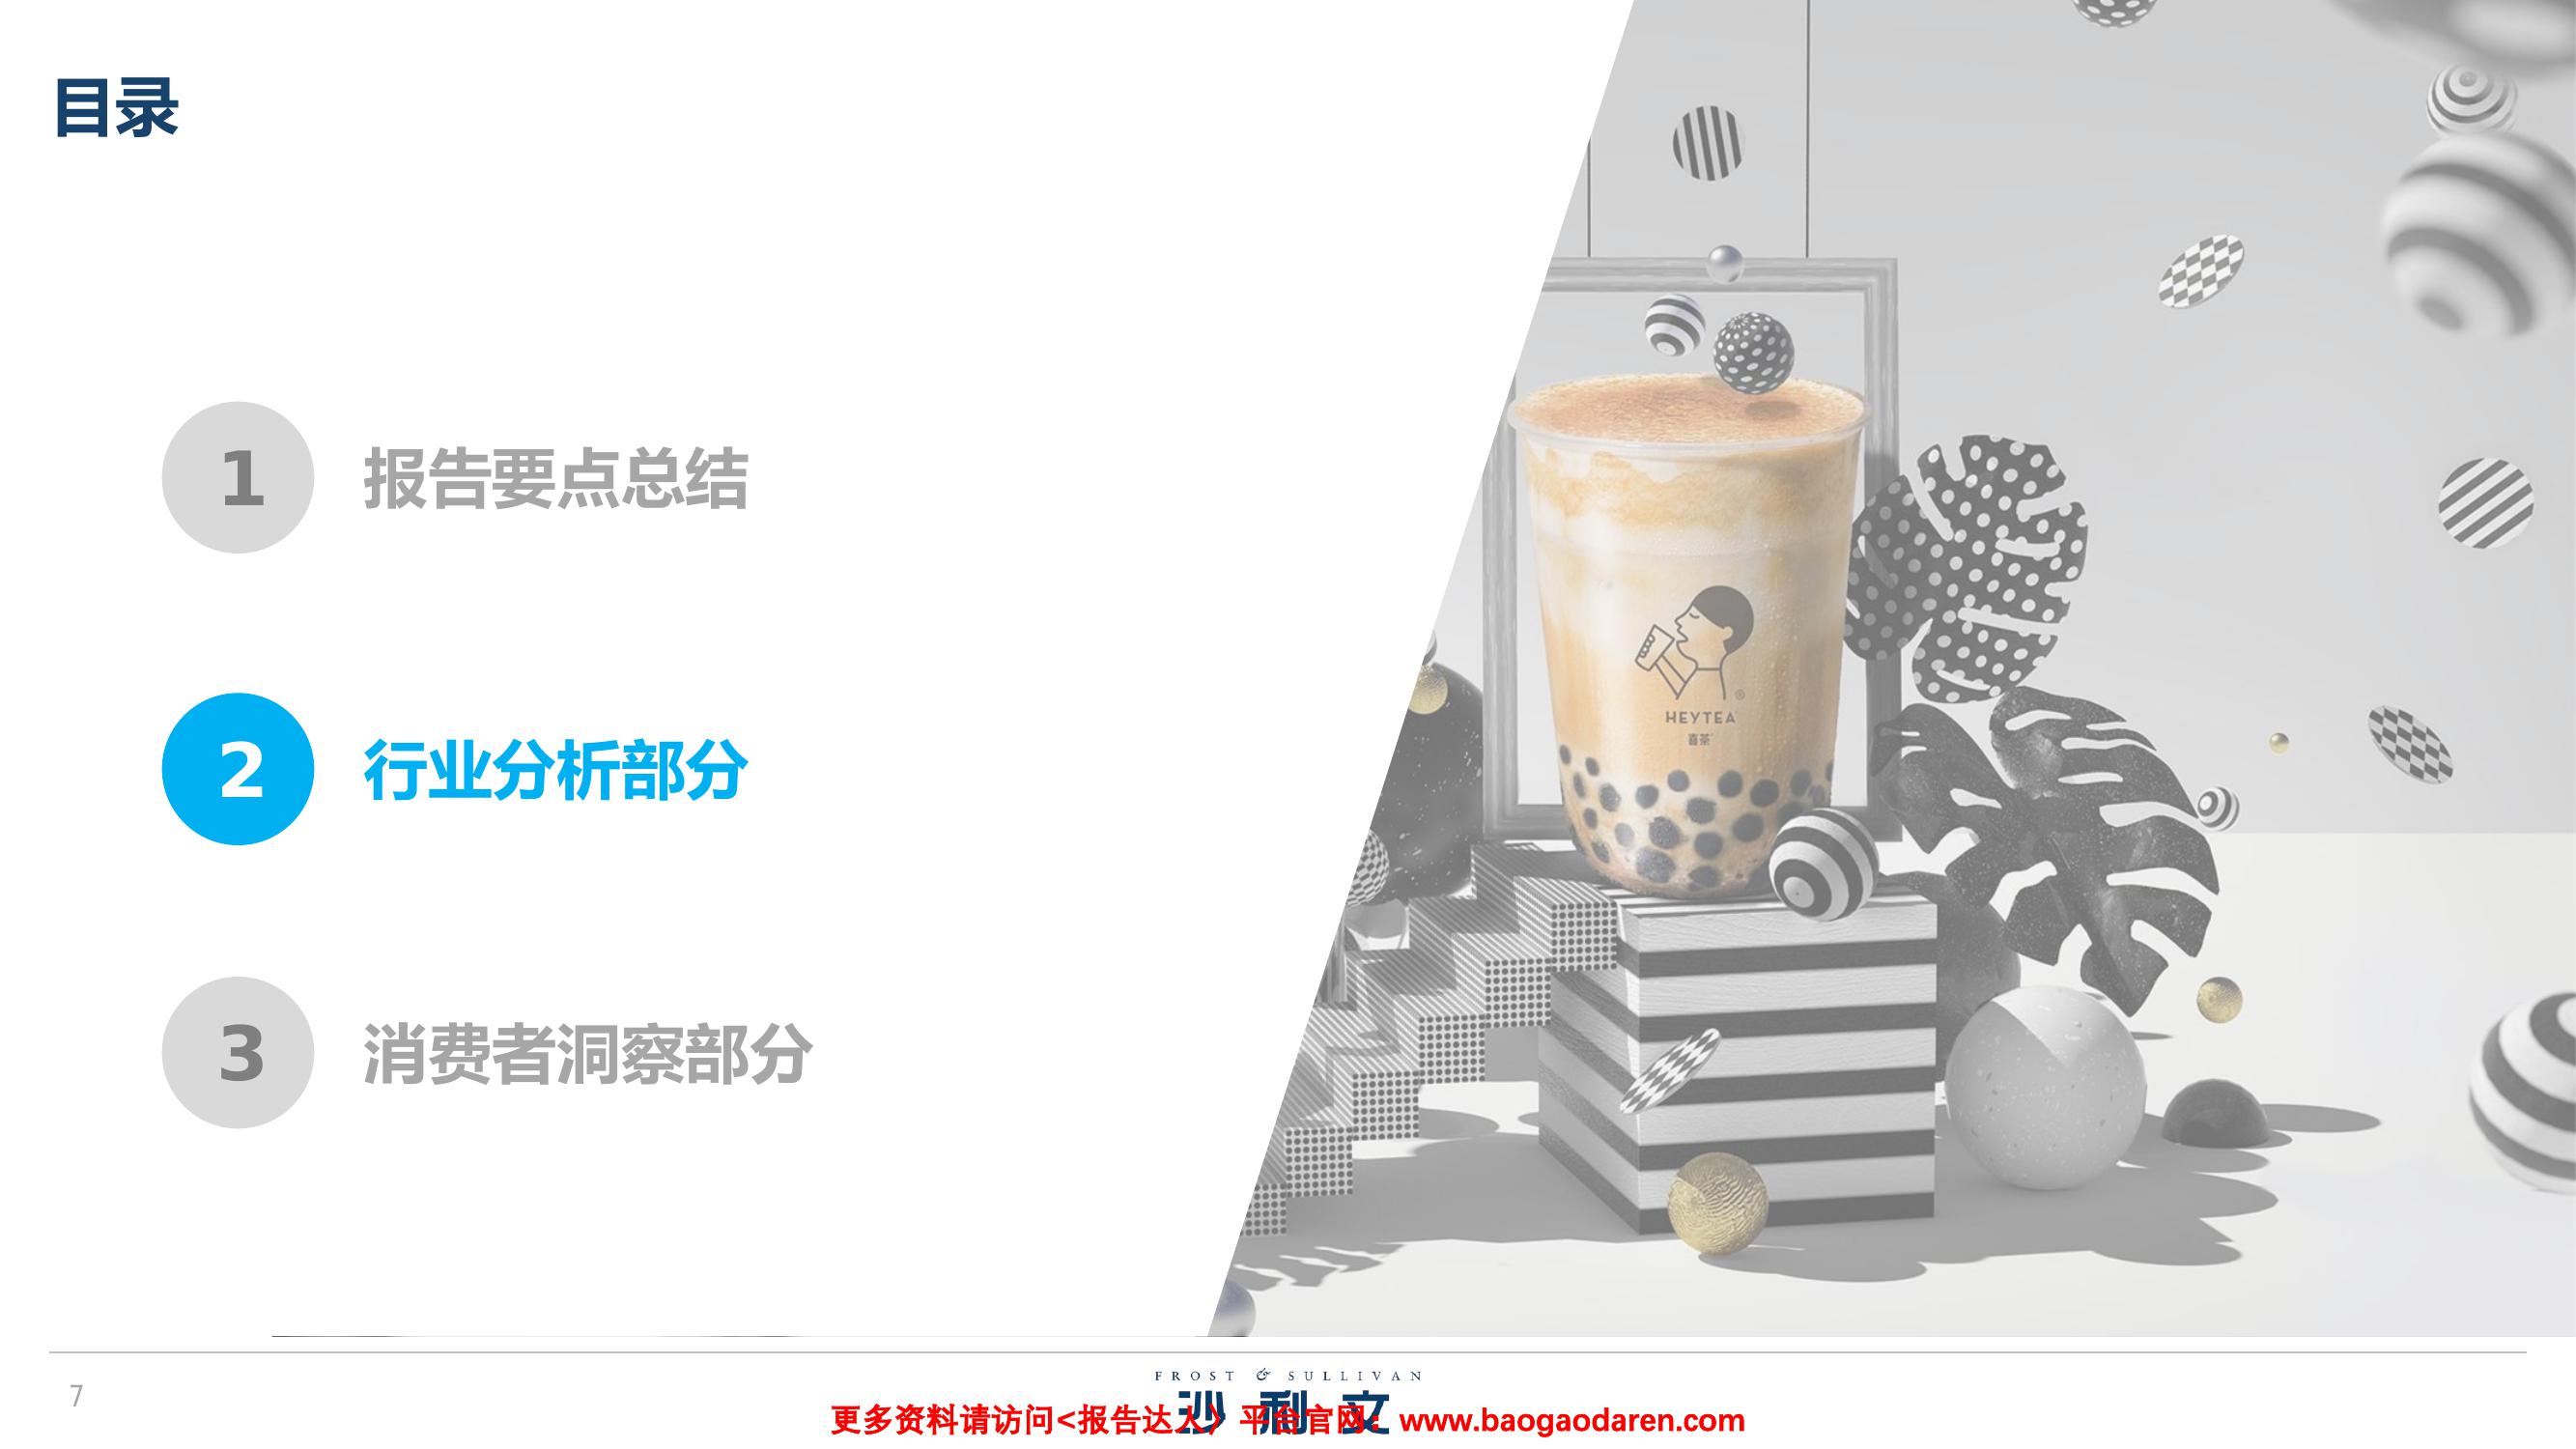 目录
1 报告要点总结
2 行业分析部分
3 消费者洞察部分
HEYTEA
喜茶
7
FROST & SULLIVAN
沙利文
更多资料请访问<报告达人> 平台官网：www.baogaodaren.com